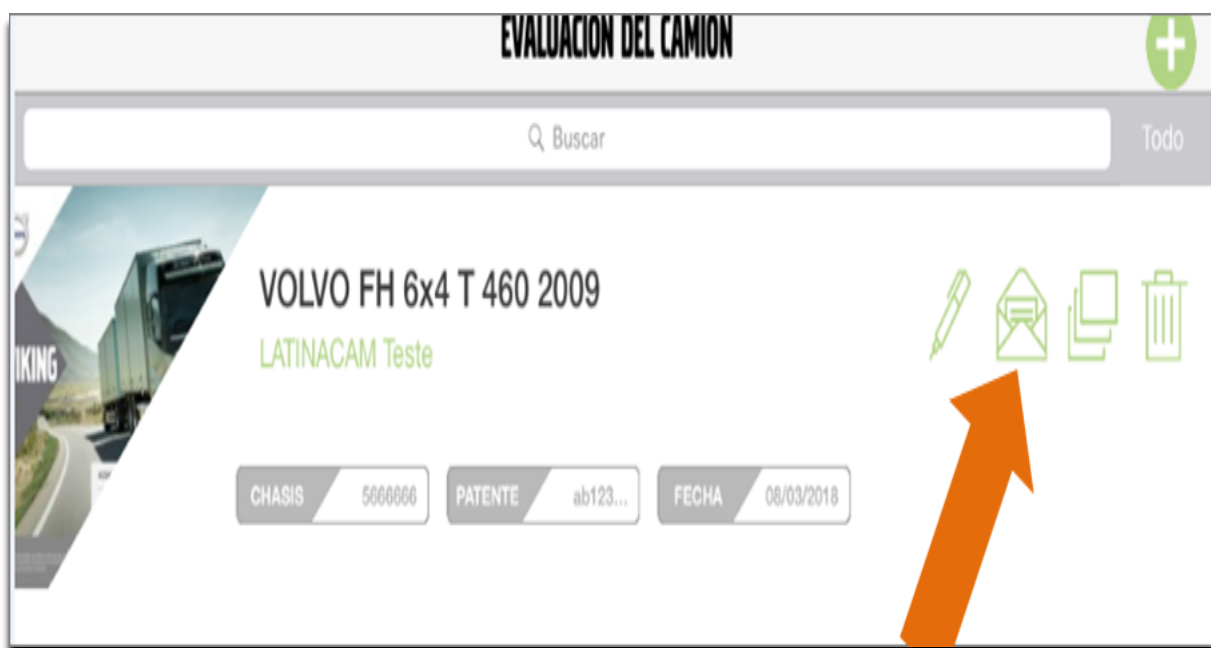 EVALUACION DEL CAMION
Buscar
Todo
VOLVO FH 6x4 T 460 2009
LATINACAM Teste
IKING
CHASIS 5666666 PATENTE ab123... FECHA 08/03/2018